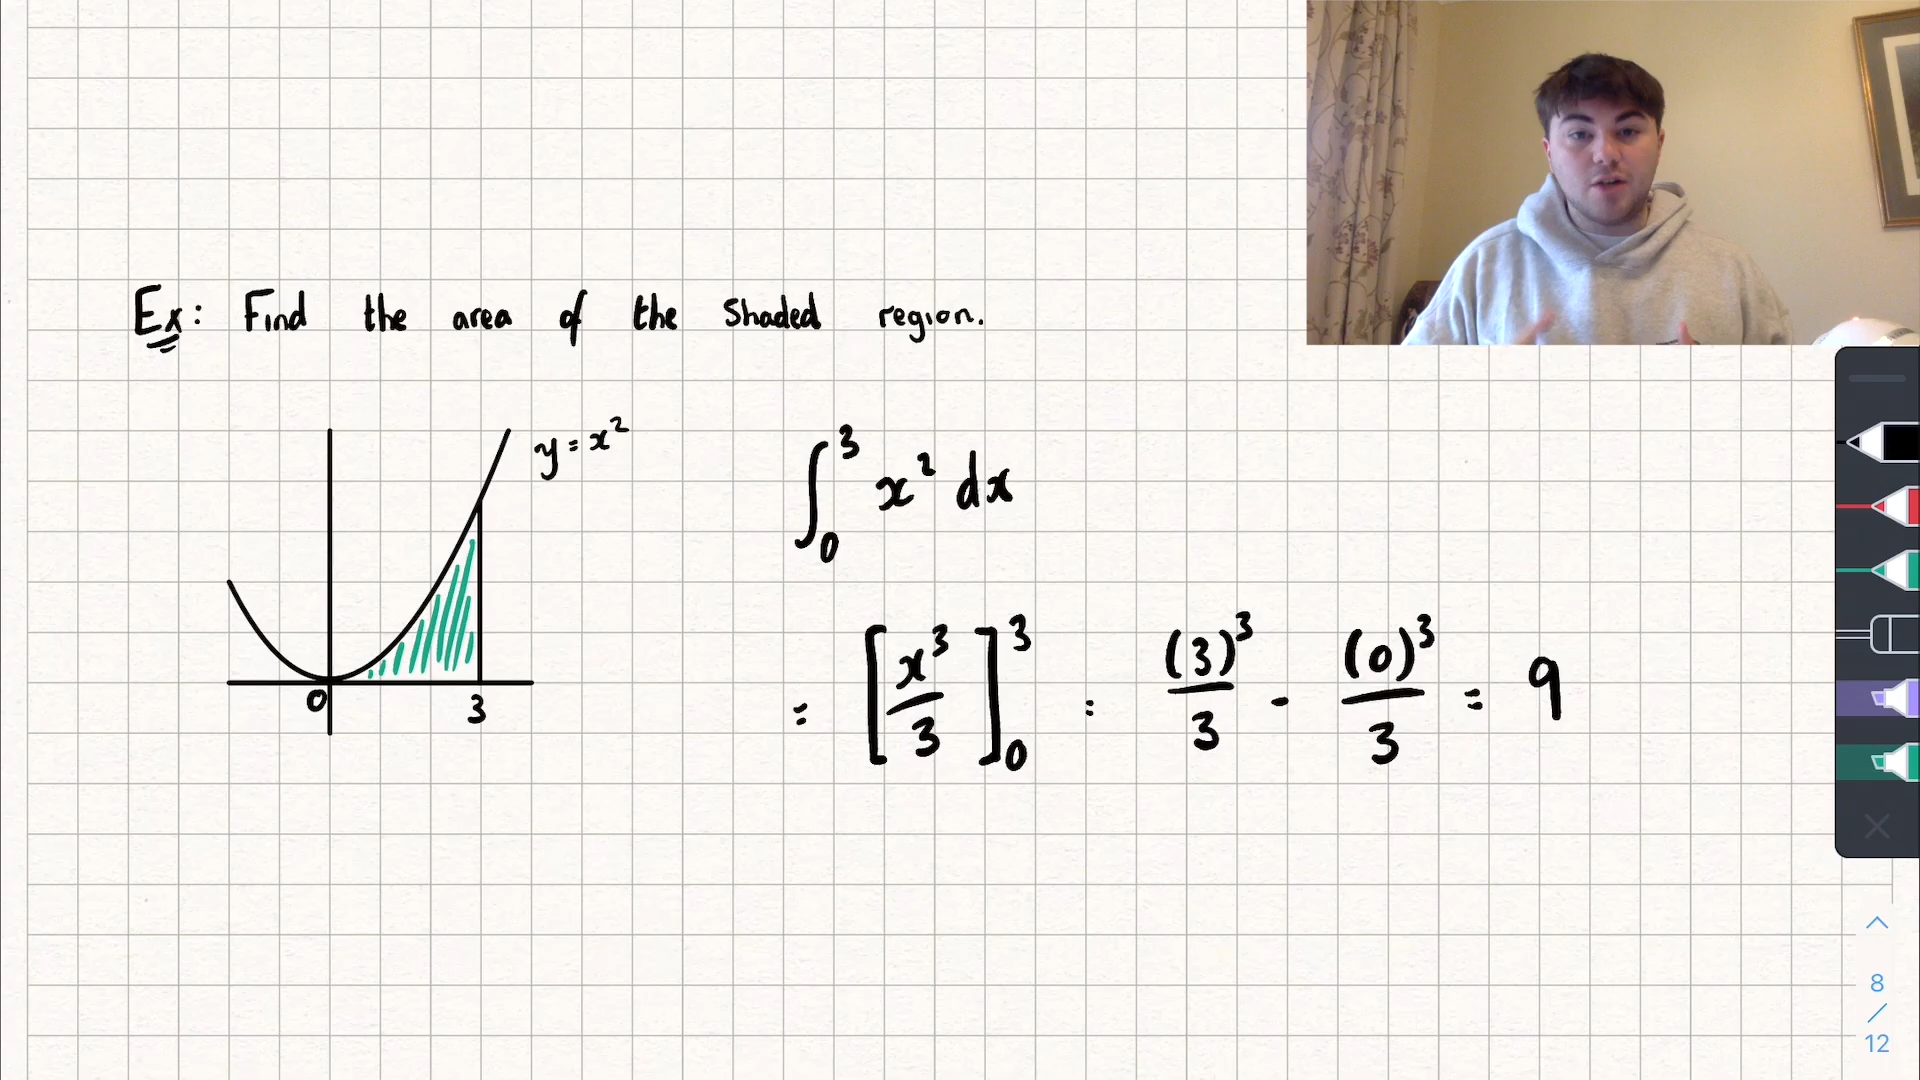 Ex: Find the area of the shaded region.
y = x²
0
3
∫₀³ x² dx
= [x³/3]₀³ = (3)³/3 - (0)³/3 = 9
8
/
12